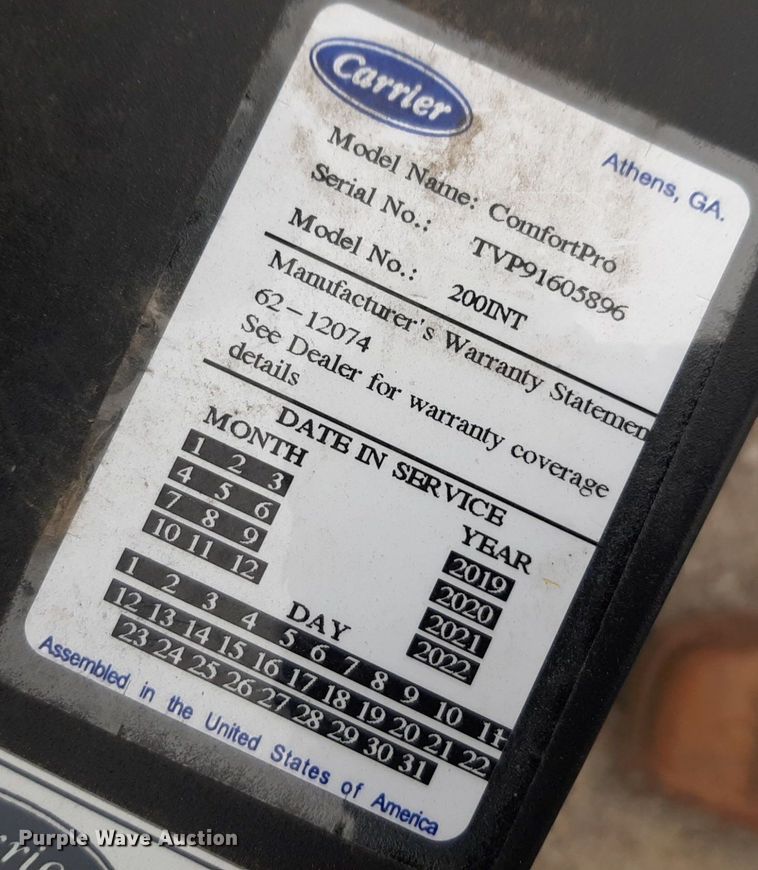 Carrier
Athens, GA.
Model Name: ComfortPro
Serial No.: TVP91605896
Model No.: 200INT
Manufacturer's Warranty Statemen
62-12074
See Dealer for warranty coverage
details
DATE IN SERVICE
MONTH
1 2 3
4 5 6
7 8 9
10 11 12
YEAR
2019
2020
2021
2022
DAY
1 2 3 4 5 6 7 8 9 10 11
12 13 14 15 16 17 18 19 20 21 22
23 24 25 26 27 28 29 30 31
Assembled in the United States of America
Purple Wave Auction